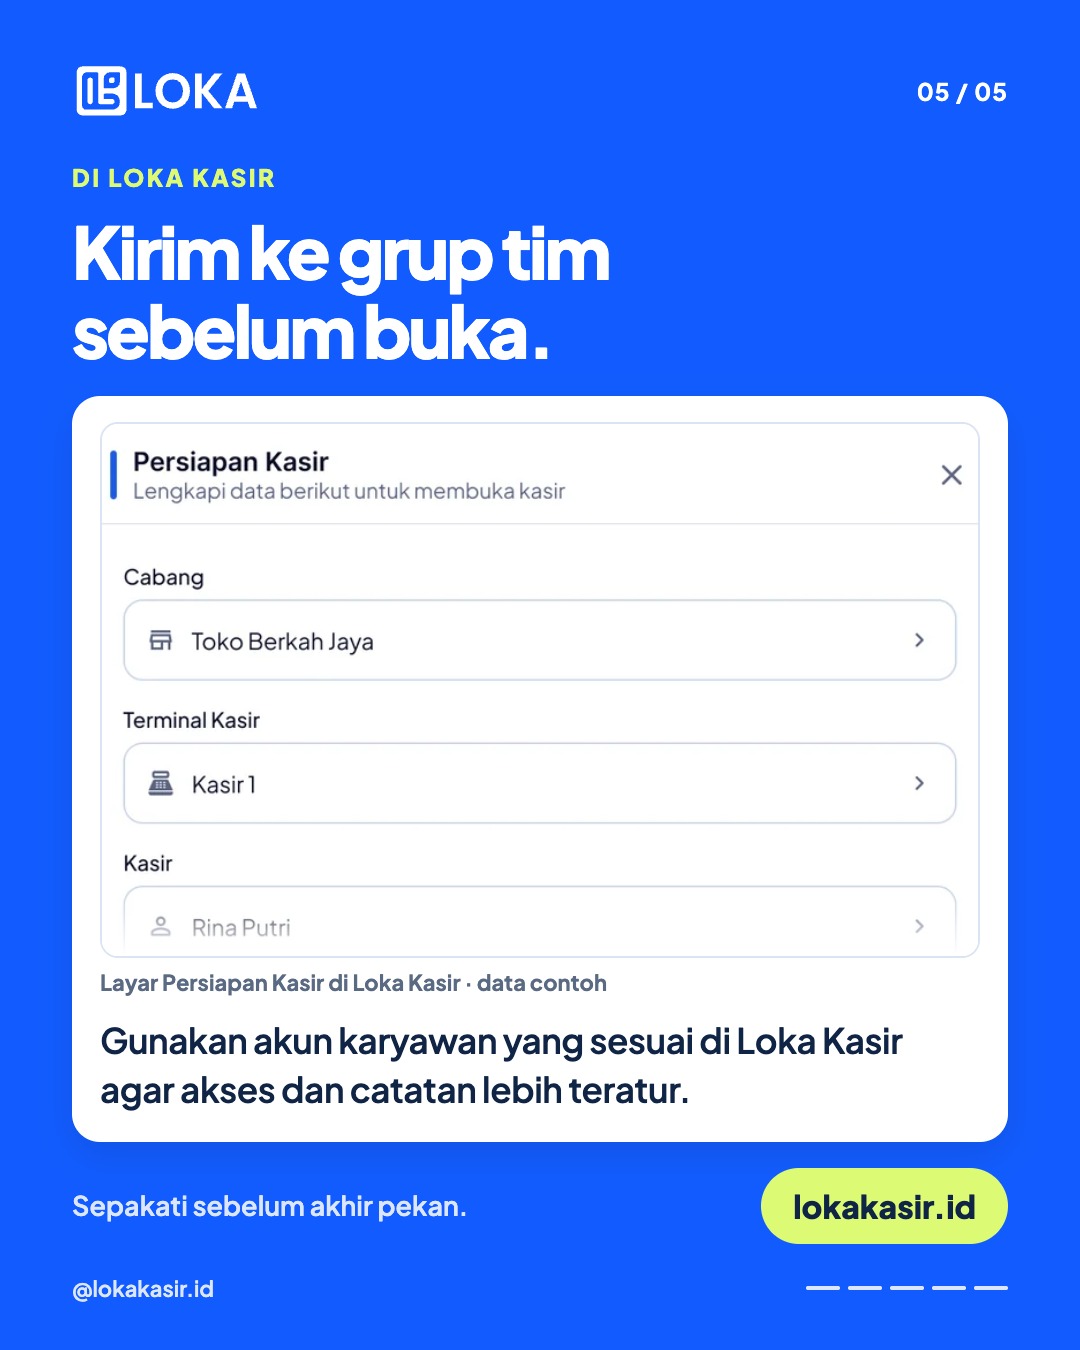 LOKA
05 / 05
DI LOKA KASIR
Kirim ke grup tim
sebelum buka.
Persiapan Kasir
Lengkapi data berikut untuk membuka kasir
Cabang
Toko Berkah Jaya
Terminal Kasir
Kasir 1
Kasir
Rina Putri
Layar Persiapan Kasir di Loka Kasir · data contoh
Gunakan akun karyawan yang sesuai di Loka Kasir
agar akses dan catatan lebih teratur.
Sepakati sebelum akhir pekan.
lokakasir.id
@lokakasir.id